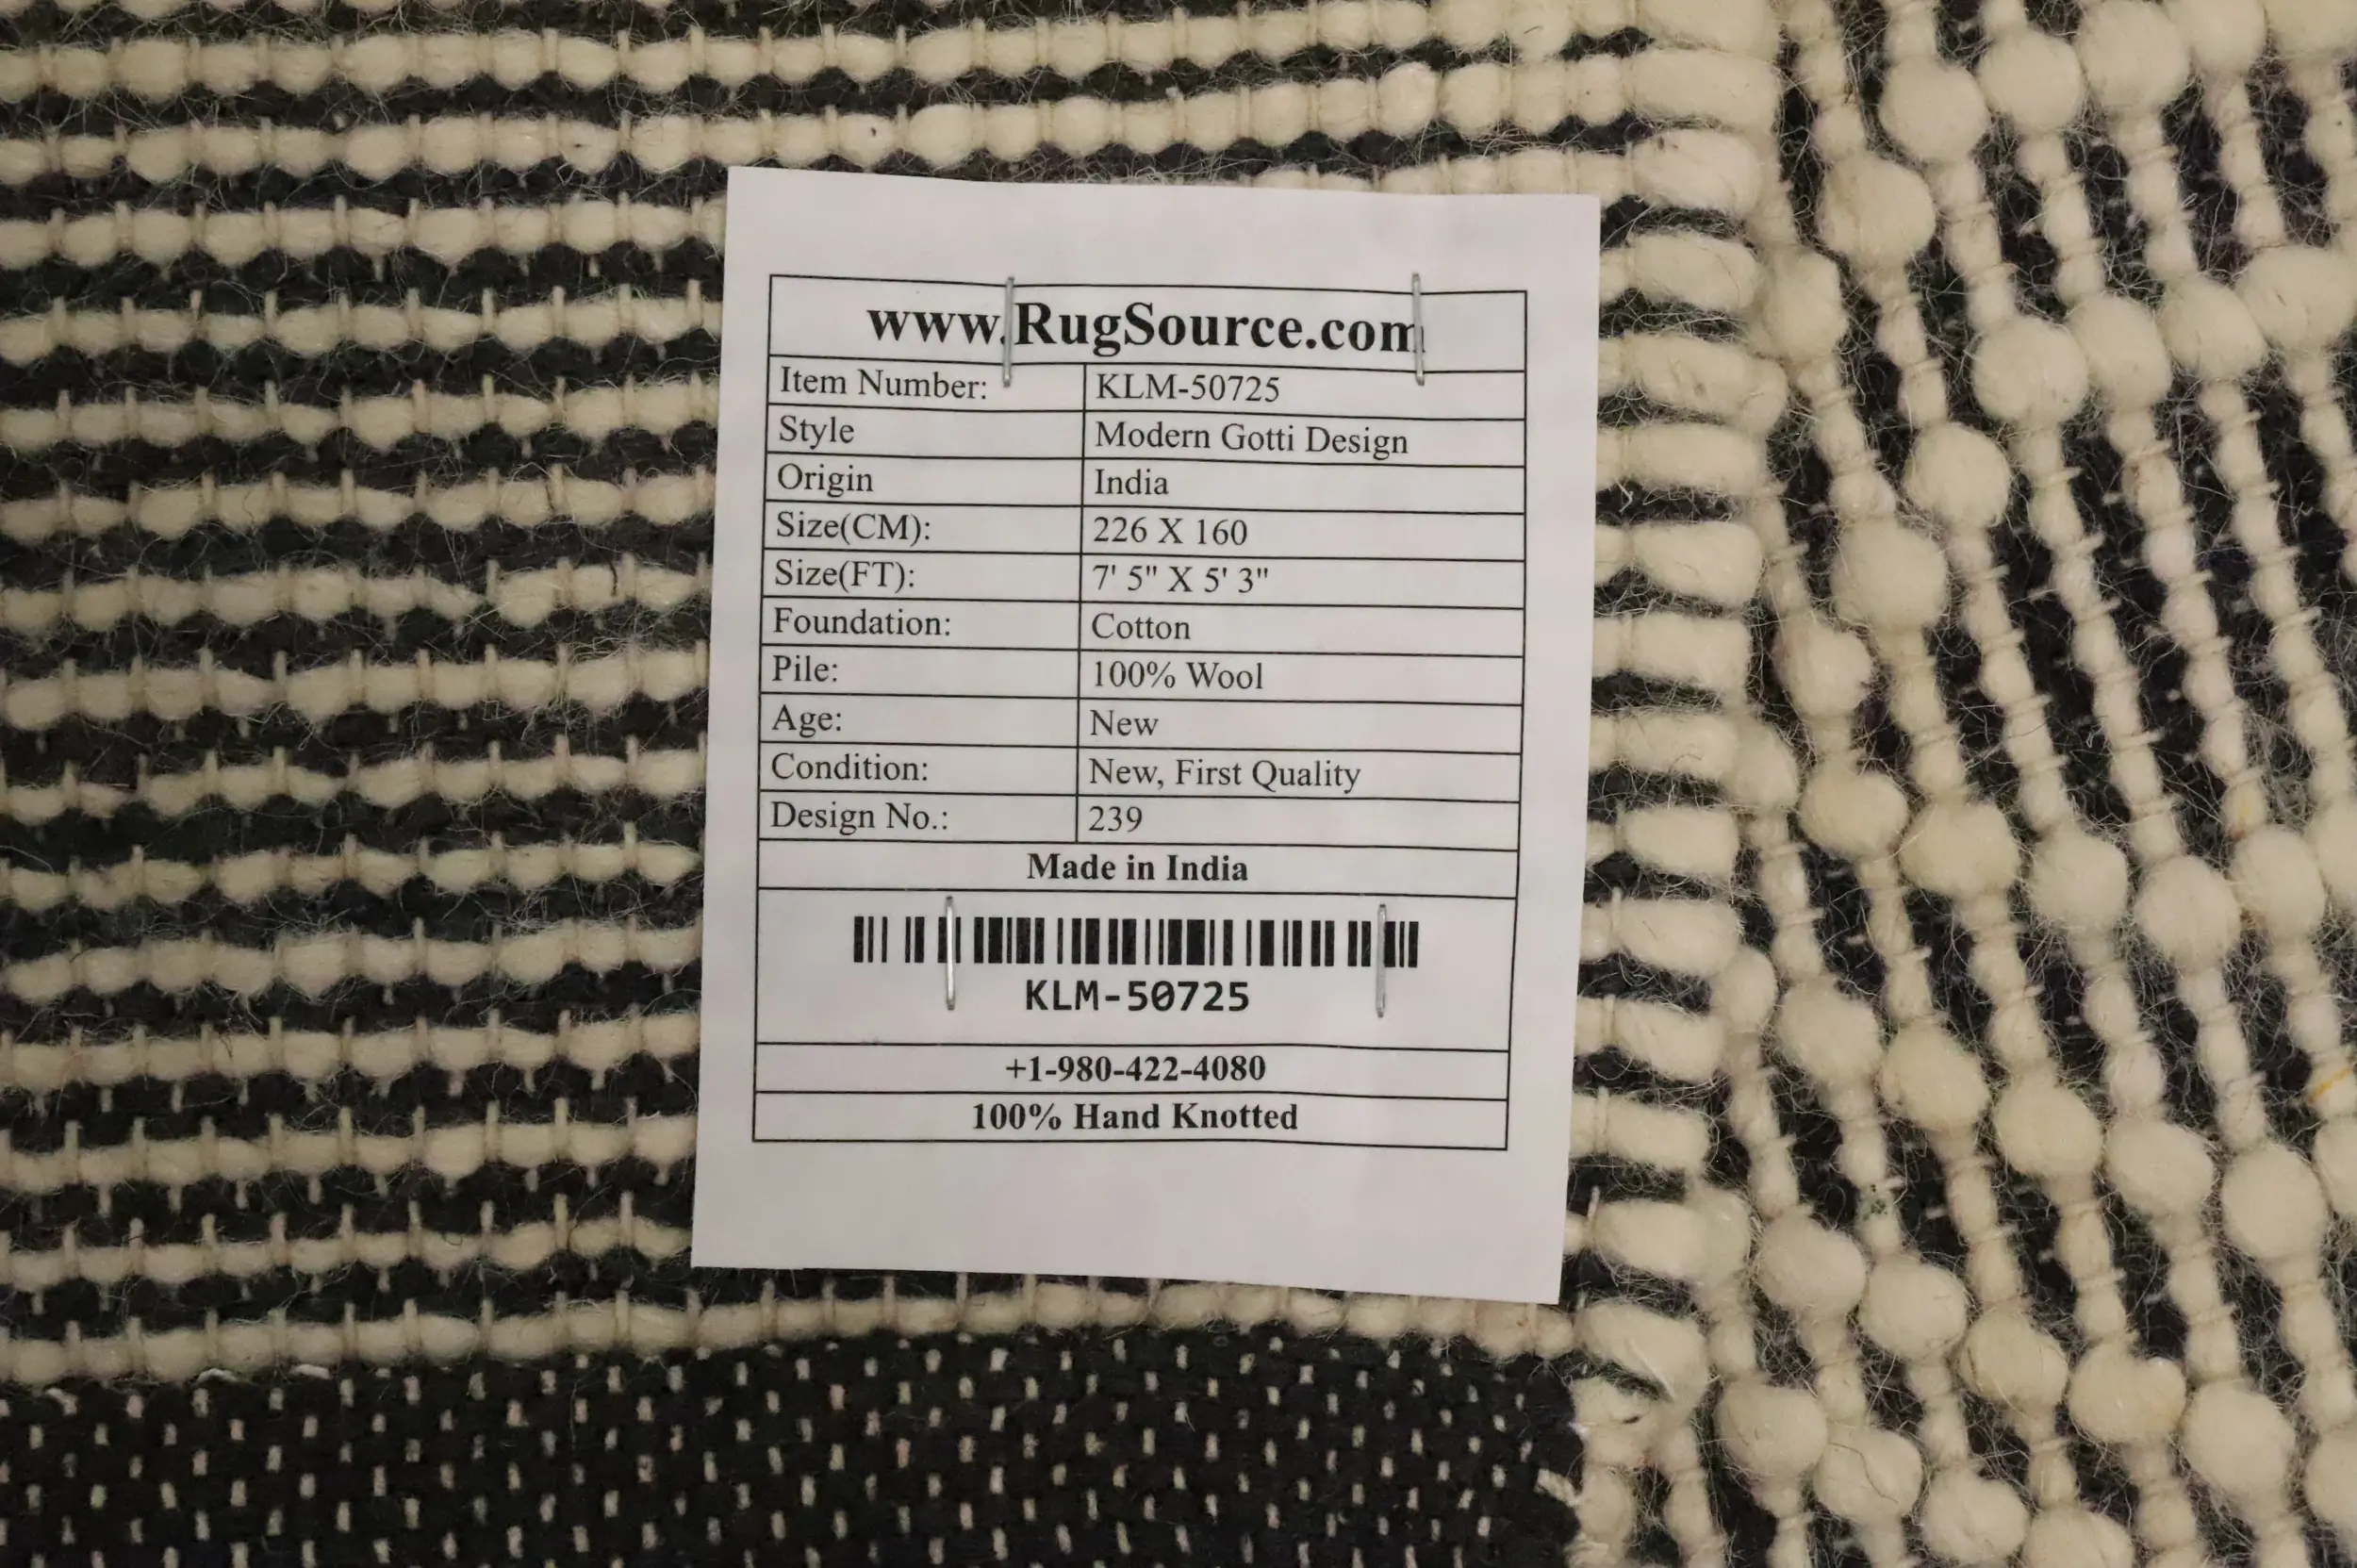 www.RugSource.com
Item Number: KLM-50725
Style Modern Gotti Design
Origin India
Size(CM): 226 X 160
Size(FT): 7' 5" X 5' 3"
Foundation: Cotton
Pile: 100% Wool
Age: New
Condition: New, First Quality
Design No.: 239
Made in India
KLM-50725
+1-980-422-4080
100% Hand Knotted